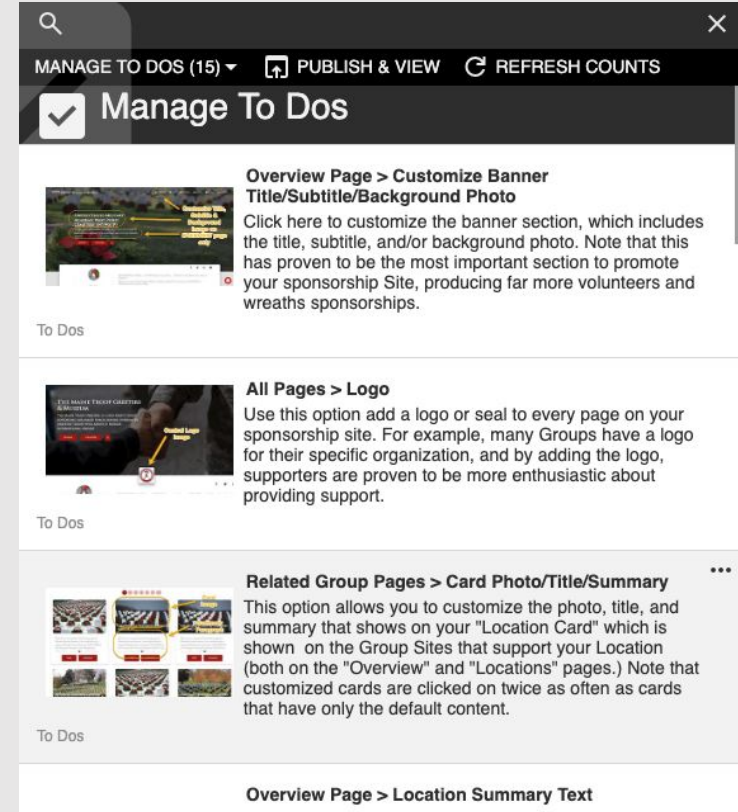 MANAGE TO DOS (15) PUBLISH & VIEW REFRESH COUNTS
Manage To Dos
Overview Page > Customize Banner
Title/Subtitle/Background Photo
Click here to customize the banner section, which includes
the title, subtitle, and/or background photo. Note that this
has proven to be the most important section to promote
your sponsorship Site, producing far more volunteers and
wreaths sponsorships.
To Dos
THE MAINE TROOP GREETERS
& MUSEUM
All Pages > Logo
Use this option add a logo or seal to every page on your
sponsorship site. For example, many Groups have a logo
for their specific organization, and by adding the logo,
supporters are proven to be more enthusiastic about
providing support.
To Dos
Related Group Pages > Card Photo/Title/Summary
This option allows you to customize the photo, title, and
summary that shows on your "Location Card" which is
shown on the Group Sites that support your Location
(both on the "Overview" and "Locations" pages.) Note that
customized cards are clicked on twice as often as cards
that have only the default content.
To Dos
Overview Page > Location Summary Text